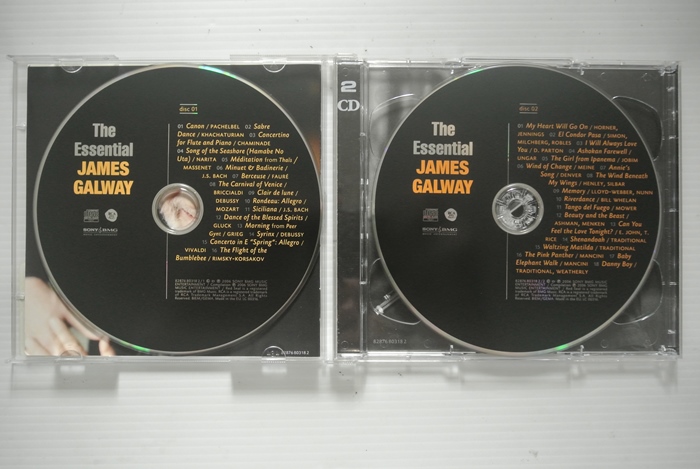 disc 01
The
Essential
JAMES
GALWAY
01 Canon / PACHELBEL 02 Sabre
Dance / KHACHATURIAN 03 Concertino
for Flute and Piano / CHAMINADE
04 Song of the Seashore (Hamabe No
Uta) / NARITA 05 Méditation from Thaïs /
MASSENET 06 Minuet & Badinerie /
J.S. BACH 07 Berceuse / FAURÉ
08 The Carnival of Venice /
BRICCIALDI 09 Clair de lune /
DEBUSSY 10 Rondeau: Allegro /
MOZART 11 Siciliana / J.S. BACH
12 Dance of the Blessed Spirits /
GLUCK 13 Morning from Peer
Gynt / GRIEG 14 Syrinx / DEBUSSY
15 Concerto in E "Spring": Allegro /
VIVALDI 16 The Flight of the
Bumblebee / RIMSKY-KORSAKOV
SONY BMG
82876 80318 2
2
CD
disc 02
The
Essential
JAMES
GALWAY
01 My Heart Will Go On / HORNER,
JENNINGS 02 El Condor Pasa / SIMON,
MILCHBERG, ROBLES 03 I Will Always
Love You / D. PARTON 04 Ashokan Farewell /
UNGAR 05 The Girl from Ipanema / JOBIM
06 Wind of Change / MEINE 07 Annie's
Song / DENVER 08 The Wind Beneath
My Wings / HENLEY, SILBAR
09 Memory / LLOYD-WEBBER, NUNN
10 Riverdance / BILL WHELAN
11 Tango del Fuego / MOWER
12 Beauty and the Beast /
ASHMAN, MENKEN 13 Can You
Feel the Love Tonight? / E. JOHN, T.
RICE 14 Shenandoah / TRADITIONAL
15 Waltzing Matilda / TRADITIONAL
16 The Pink Panther / MANCINI 17 Baby
Elephant Walk / MANCINI 18 Danny Boy /
TRADITIONAL, WEATHERLY
SONY BMG
82876 80318 2